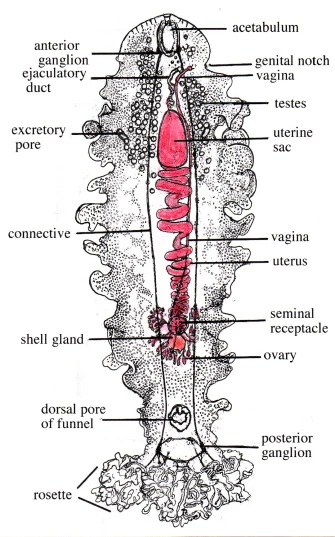 acetabulum
anterior
ganglion
ejaculatory
duct
genital notch
vagina
testes
excretory
pore
uterine
sac
connective
vagina
uterus
seminal
receptacle
shell gland
ovary
dorsal pore
of funnel
posterior
ganglion
rosette